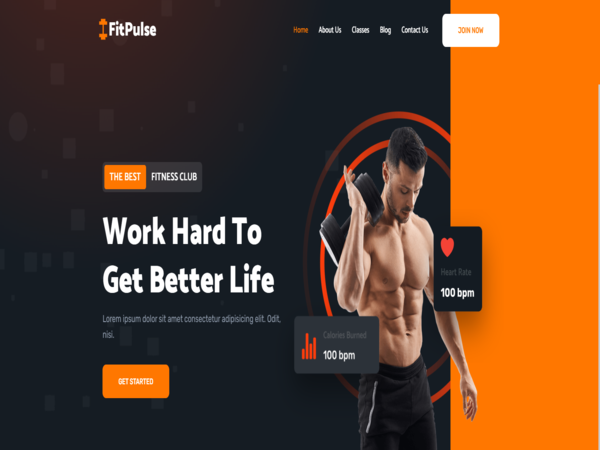 FitPulse
Home About Us Classes Blog Contact Us JOIN NOW
THE BEST FITNESS CLUB
Work Hard To
Get Better Life
Lorem ipsum dolor sit amet consectetur adipisicing elit. Odit,
nisi.
GET STARTED
Heart Rate
100 bpm
Calories Burned
100 bpm